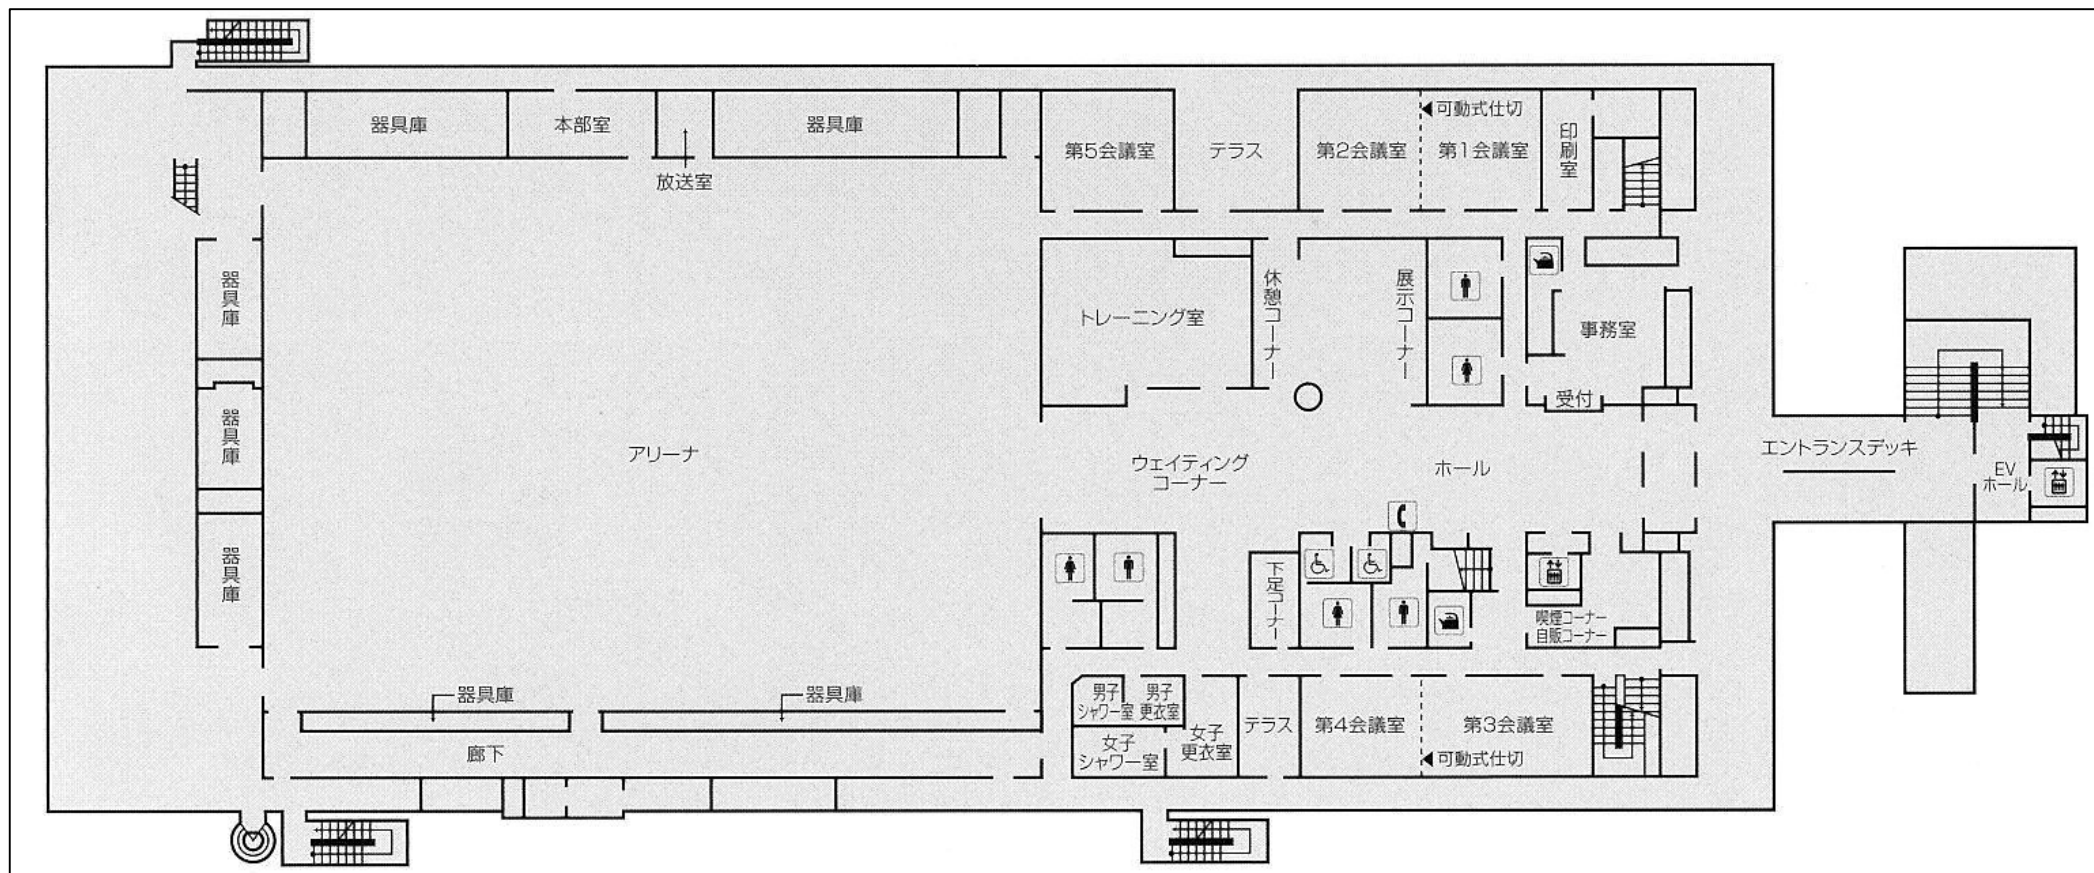 器具庫
本部室
器具庫
放送室
第5会議室
テラス
第2会議室
◀可動式仕切
第1会議室
印刷室
器具庫
トレーニング室
休憩コーナー
展示コーナー
事務室
受付
器具庫
アリーナ
ウェイティング
コーナー
ホール
エントランスデッキ
EV
ホール
器具庫
下足コーナー
喫煙コーナー
自販コーナー
器具庫
器具庫
廊下
男子
シャワー室
男子
更衣室
女子
シャワー室
女子
更衣室
テラス
第4会議室
第3会議室
◀可動式仕切